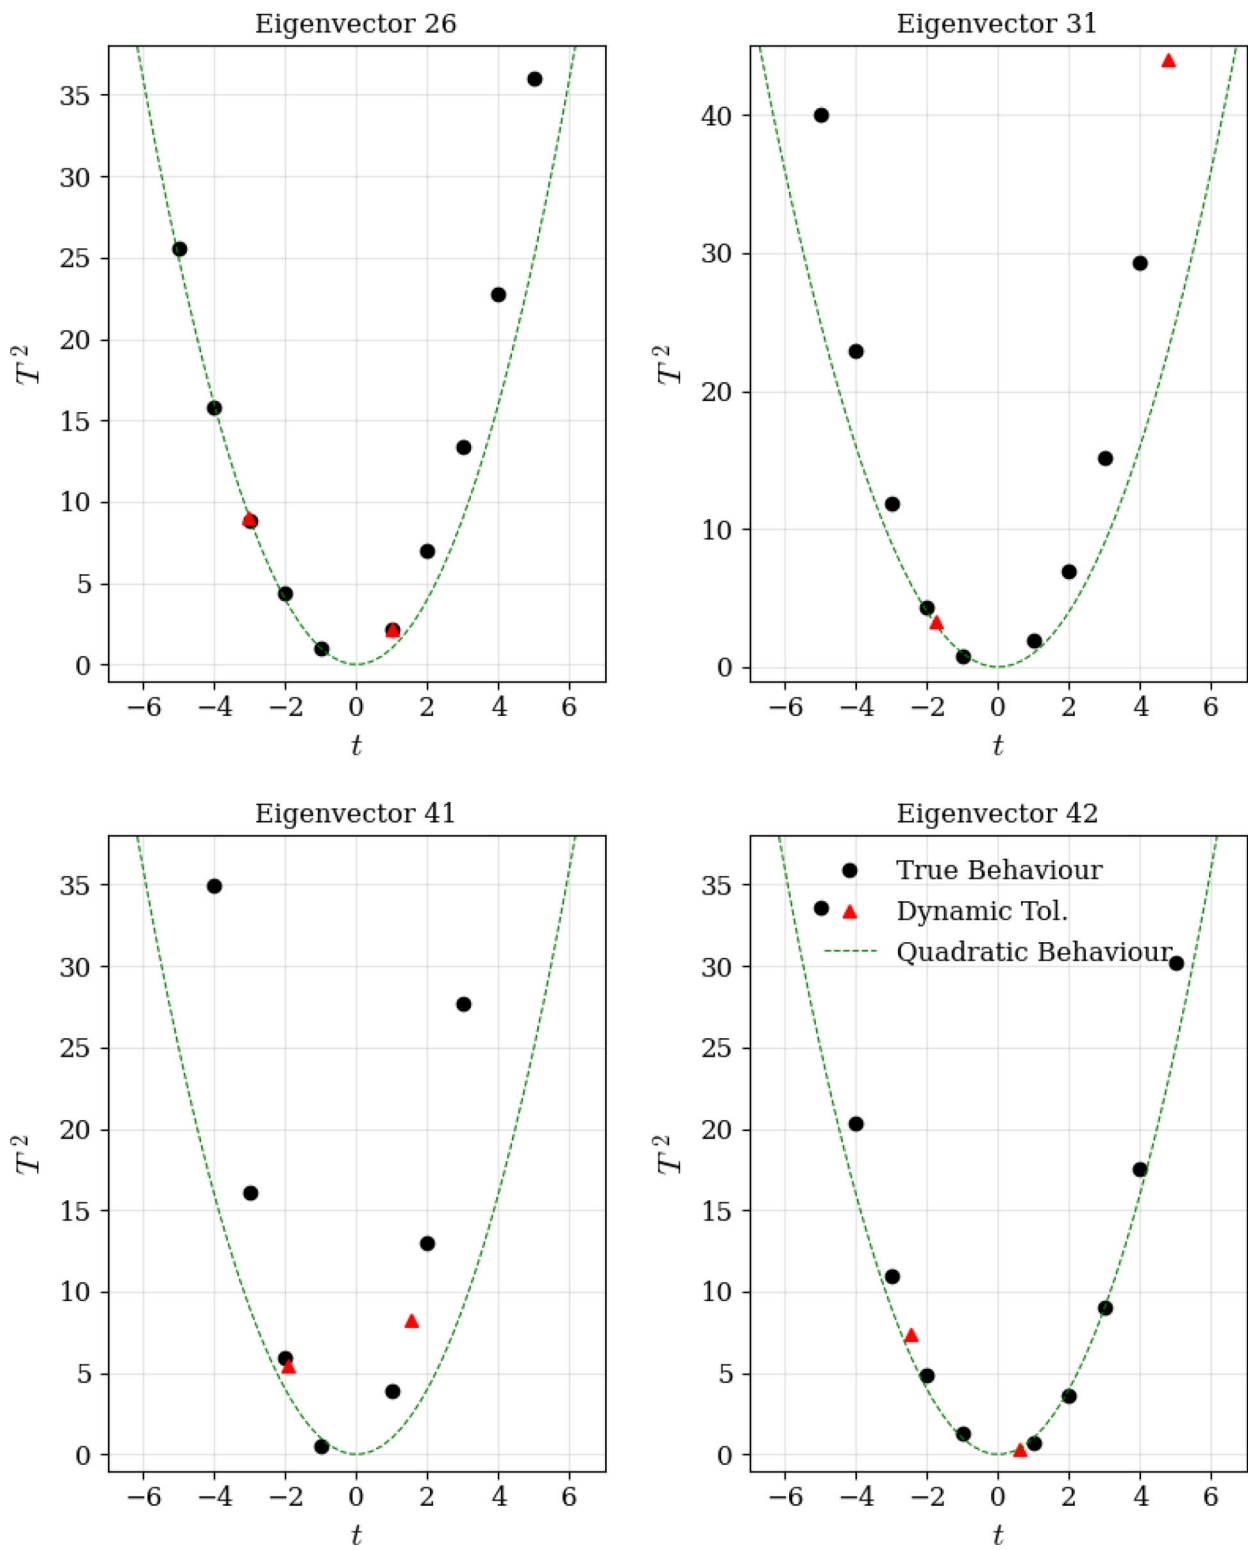 Eigenvector 26
35
30
25
20
15
10
5
0
T²
−6 −4 −2 0 2 4 6
t
Eigenvector 31
40
30
20
10
0
T²
−6 −4 −2 0 2 4 6
t
Eigenvector 41
35
30
25
20
15
10
5
0
T²
−6 −4 −2 0 2 4 6
t
Eigenvector 42
True Behaviour
Dynamic Tol.
Quadratic Behaviour
35
30
25
20
15
10
5
0
T²
−6 −4 −2 0 2 4 6
t